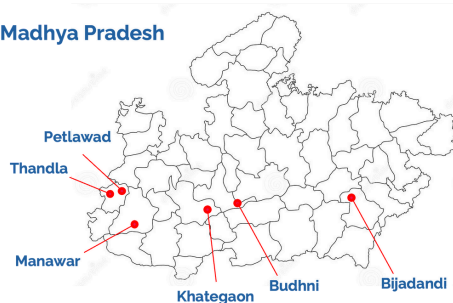 Madhya Pradesh
Petlawad
Thandla
Manawar
Khategaon
Budhni
Bijadandi